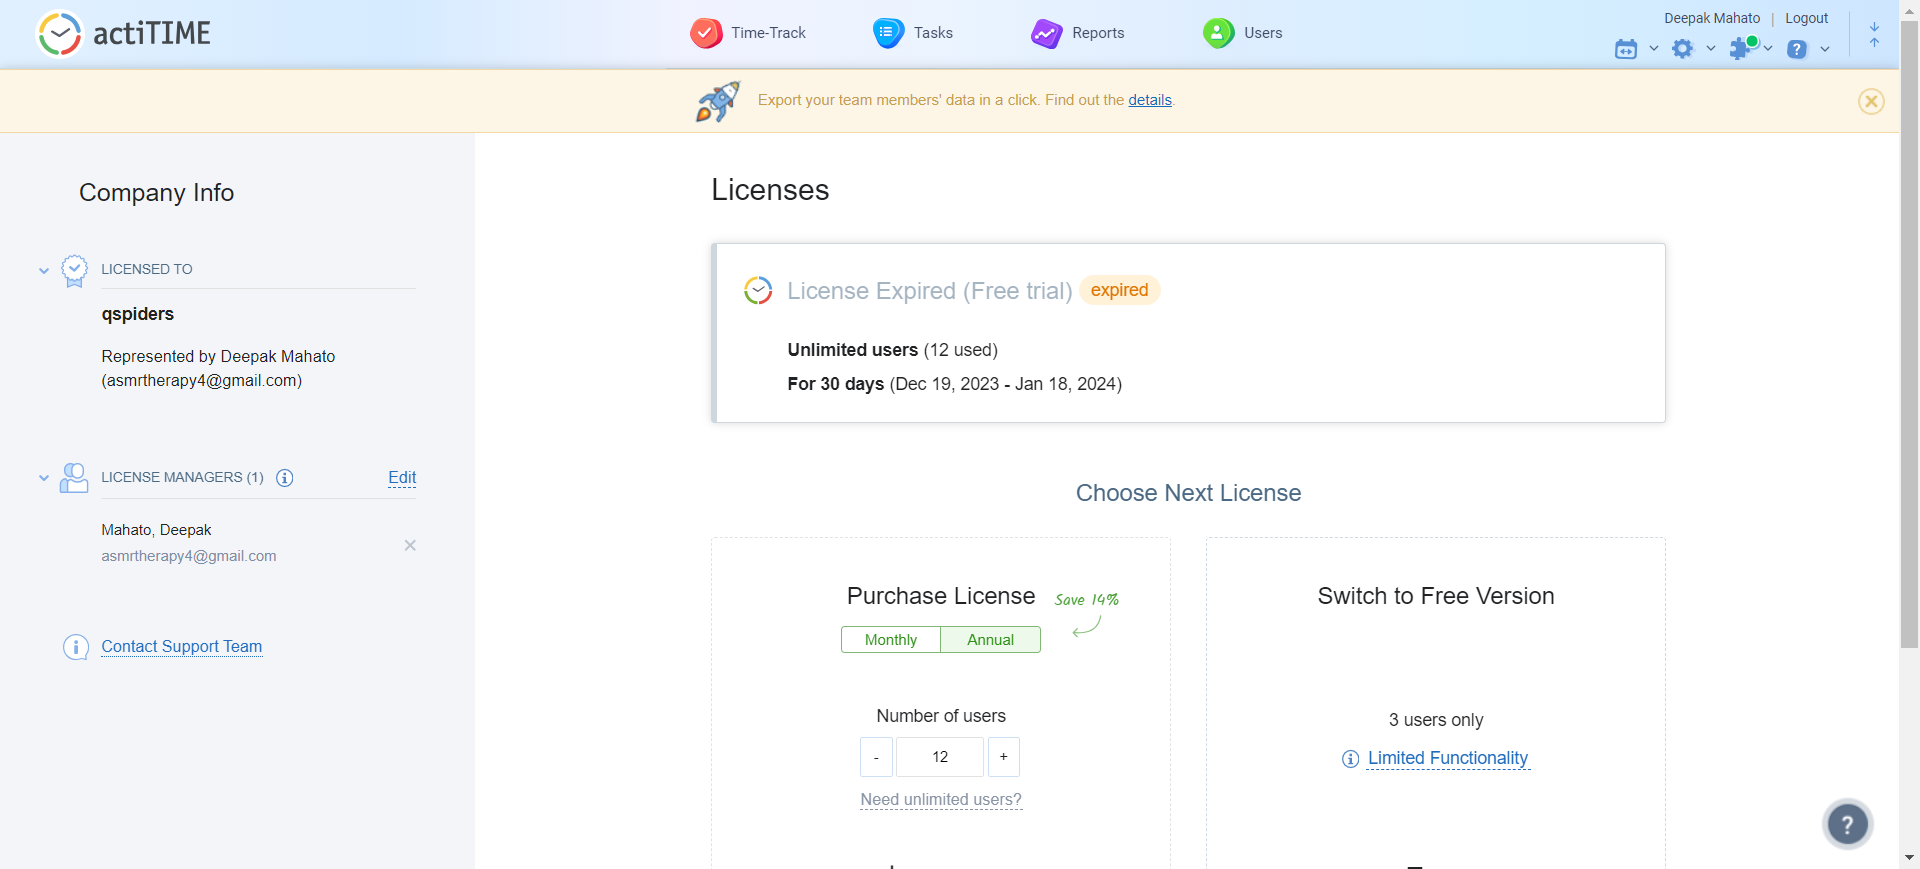 actiTIME
Time-Track
Tasks
Reports
Users
Deepak Mahato | Logout
Export your team members' data in a click. Find out the details.
Company Info
LICENSED TO
qspiders
Represented by Deepak Mahato
(asmrtherapy4@gmail.com)
LICENSE MANAGERS (1)
Edit
Mahato, Deepak
asmrtherapy4@gmail.com
Contact Support Team
Licenses
License Expired (Free trial) expired
Unlimited users (12 used)
For 30 days (Dec 19, 2023 - Jan 18, 2024)
Choose Next License
Purchase License
Save 14%
Monthly
Annual
Number of users
- 12 +
Need unlimited users?
Switch to Free Version
3 users only
Limited Functionality
?